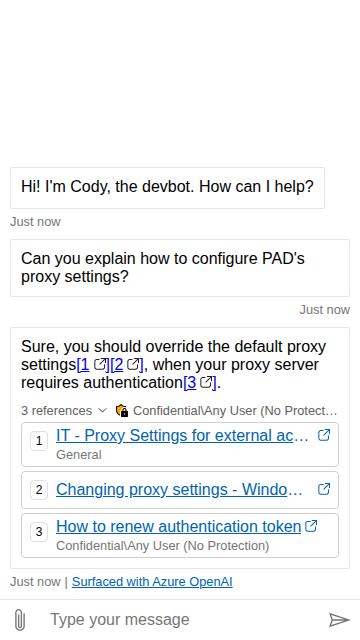 Hi! I'm Cody, the devbot. How can I help?
Just now
Can you explain how to configure PAD's
proxy settings?
Just now
Sure, you should override the default proxy
settings[1][2], when your proxy server
requires authentication[3].
3 references Confidential\Any User (No Protect…
1 IT - Proxy Settings for external ac…
General
2 Changing proxy settings - Windo…
3 How to renew authentication token
Confidential\Any User (No Protection)
Just now | Surfaced with Azure OpenAI
Type your message